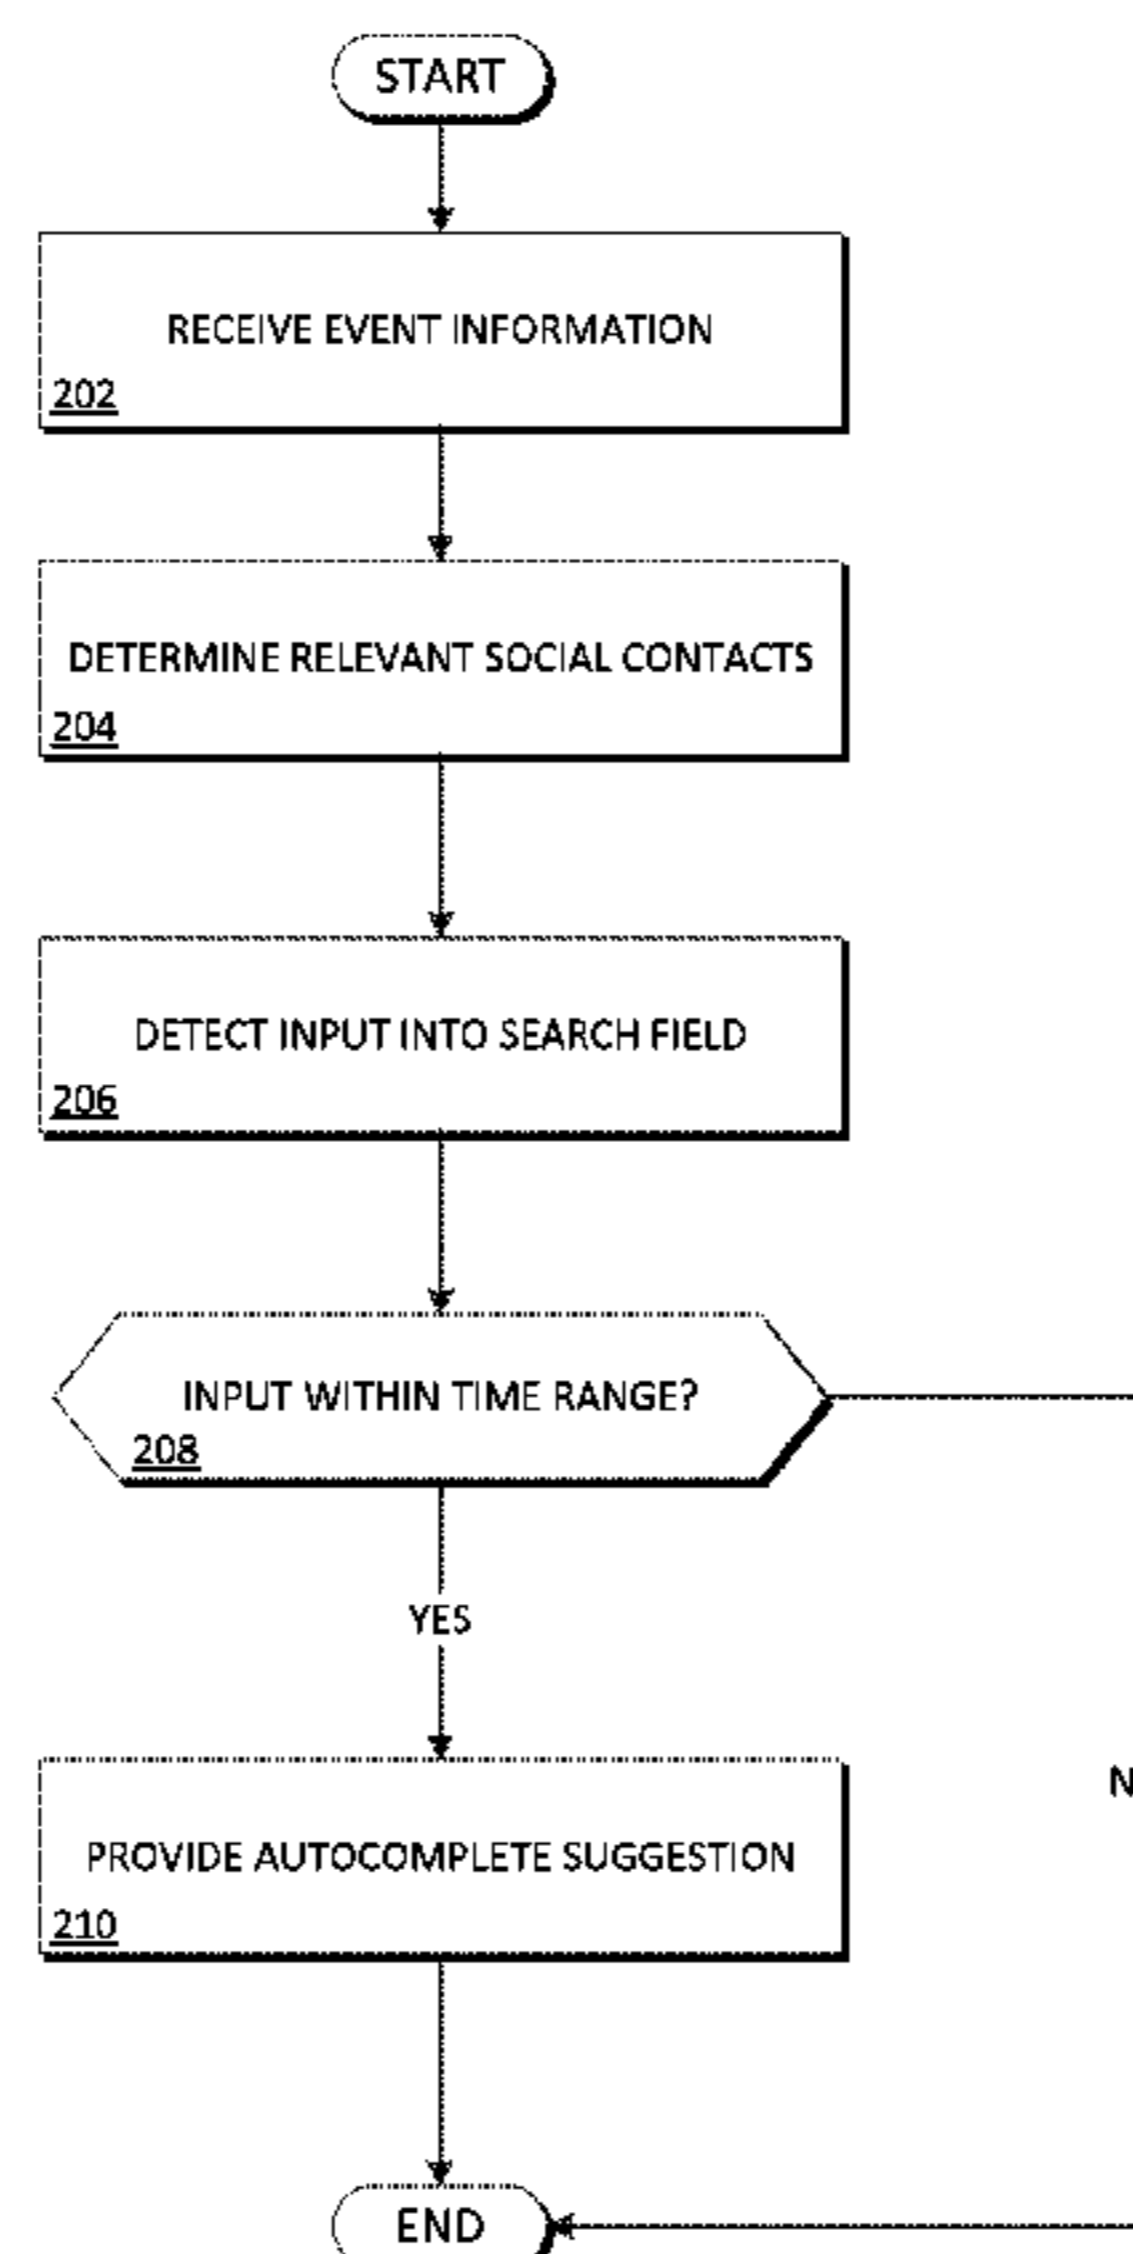 START
RECEIVE EVENT INFORMATION
202
DETERMINE RELEVANT SOCIAL CONTACTS
204
DETECT INPUT INTO SEARCH FIELD
206
INPUT WITHIN TIME RANGE?
208
YES
PROVIDE AUTOCOMPLETE SUGGESTION
210
END